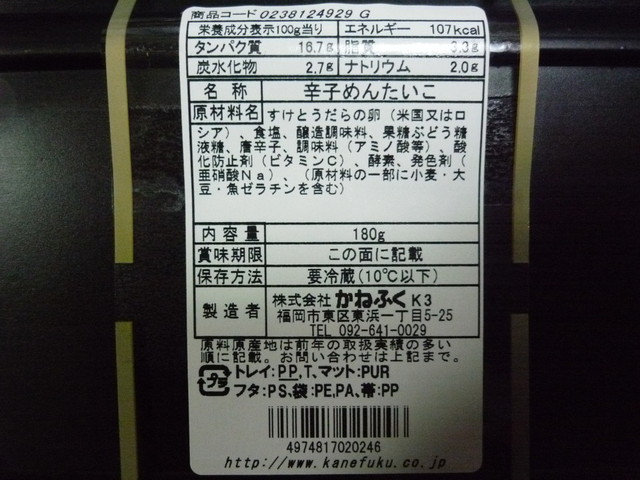 商品コード 0238124929 G
栄養成分表示100g当り エネルギー 107kcal
タンパク質 16.7g 脂質 3.3g
炭水化物 2.7g ナトリウム 2.0g
名称 辛子めんたいこ
原材料名 すけとうだらの卵（米国又はロ
シア）、食塩、醸造調味料、果糖ぶどう糖
液糖、唐辛子、調味料（アミノ酸等）、酸
化防止剤（ビタミンC）、酵素、発色剤（
亜硝酸Na）、（原材料の一部に小麦・大
豆・魚ゼラチンを含む）
内容量 180g
賞味期限 この面に記載
保存方法 要冷蔵（10℃以下）
製造者 株式会社 かねふく K3
福岡市東区東浜一丁目5-25
TEL 092-641-0029
原料原産地は前年の取扱実績の多い
順に記載。お問い合わせは上記まで。
プラ トレイ:PP,T、マット:PUR
フタ:PS、袋:PE,PA、帯:PP
4974817020246
http://www.kanefuku.co.jp